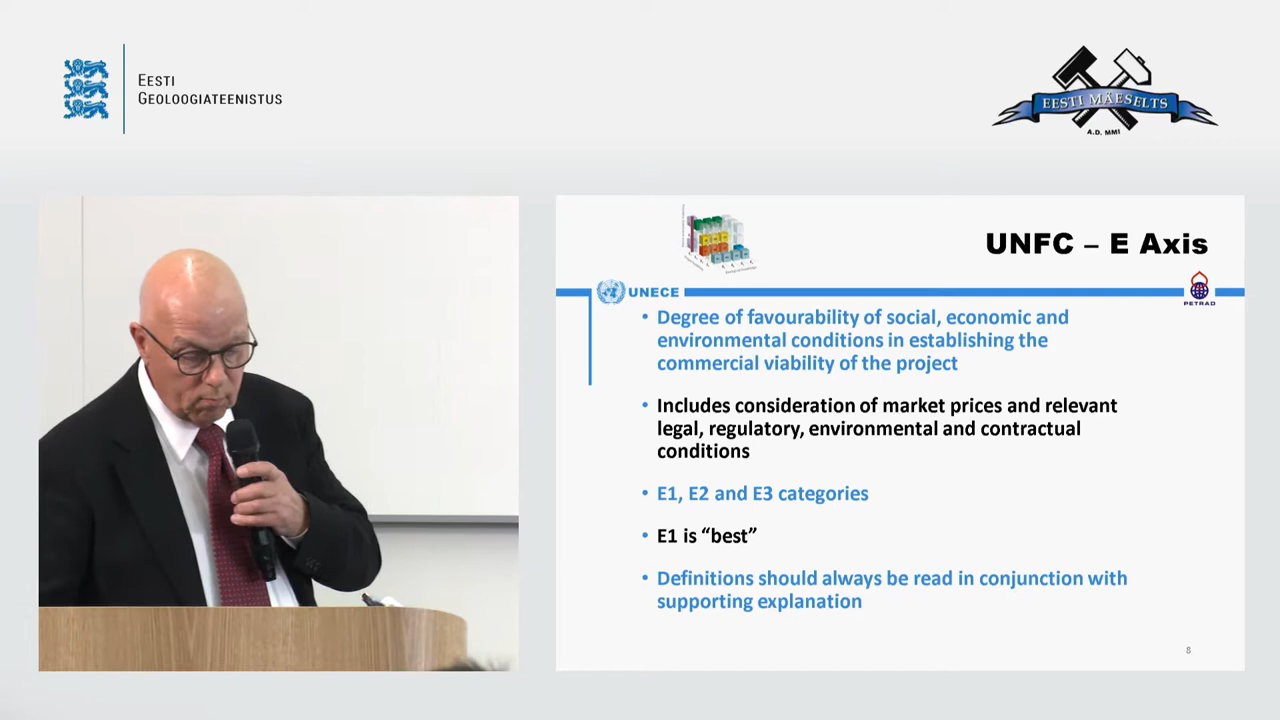 EESTI
GEOLOOGIATEENISTUS
EESTI MÄESELTS
A.D. MMI
UNFC – E Axis
UNECE
PETRAD
• Degree of favourability of social, economic and
environmental conditions in establishing the
commercial viability of the project
• Includes consideration of market prices and relevant
legal, regulatory, environmental and contractual
conditions
• E1, E2 and E3 categories
• E1 is “best”
• Definitions should always be read in conjunction with
supporting explanation
8